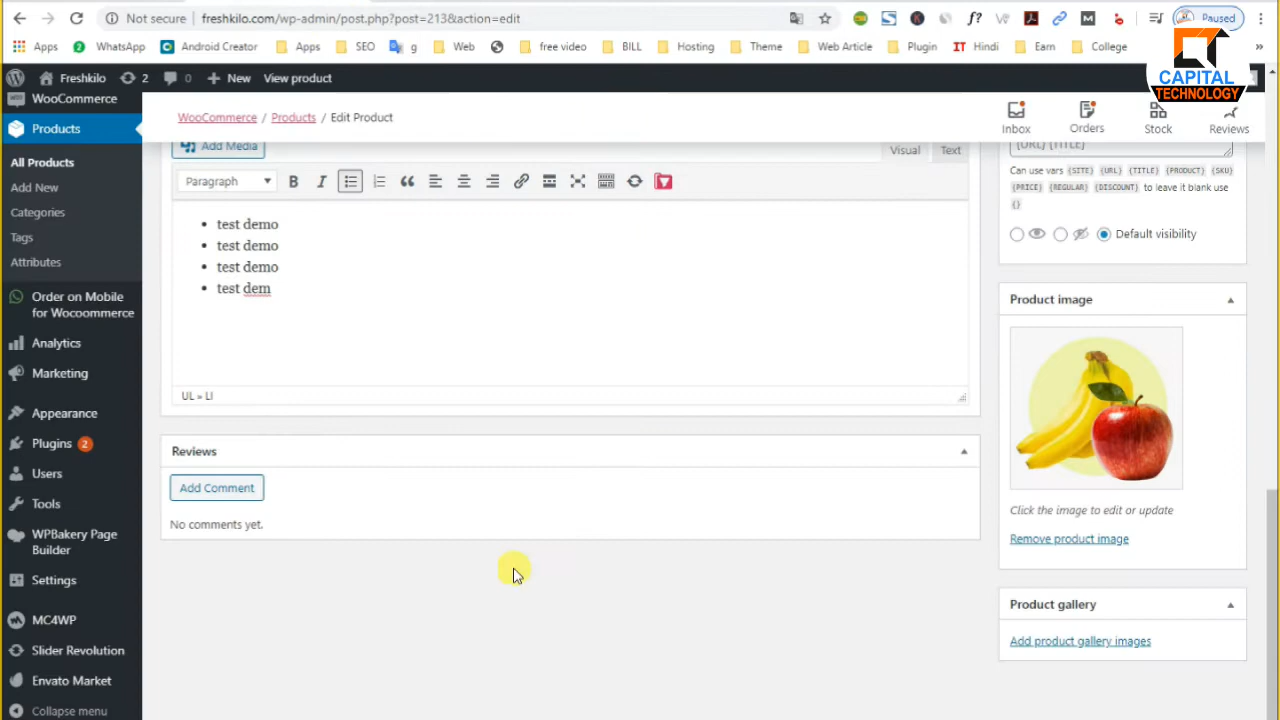 Not secure | freshkilo.com/wp-admin/post.php?post=213&action=edit
Paused
Apps WhatsApp Android Creator Apps SEO g Web free video BILL Hosting Theme Web Article Plugin IT Hindi Earn College »
CAPITAL
TECHNOLOGY
Freshkilo 2 0 New View product
WooCommerce
Products
All Products
Add New
Categories
Tags
Attributes
Order on Mobile
for Wocoommerce
Analytics
Marketing
Appearance
Plugins 2
Users
Tools
WPBakery Page
Builder
Settings
MC4WP
Slider Revolution
Envato Market
Collapse menu
WooCommerce / Products / Edit Product
Inbox Orders Stock Reviews
Add Media
Visual Text
Paragraph
• test demo
• test demo
• test demo
• test dem
UL » LI
Reviews
Add Comment
No comments yet.
{URL} {TITLE}
Can use vars {SITE} {URL} {TITLE} {PRODUCT} {SKU}
{PRICE} {REGULAR} {DISCOUNT} to leave it blank use
{}
Default visibility
Product image
Click the image to edit or update
Remove product image
Product gallery
Add product gallery images